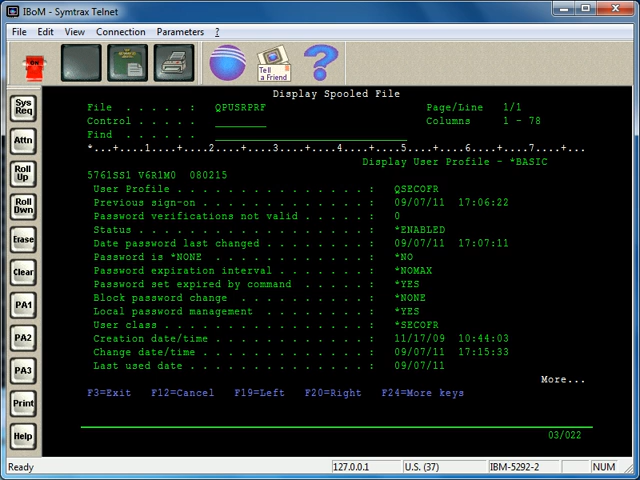 IBoM - Symtrax Telnet
File Edit View Connection Parameters ?
ON
Tell a Friend
Display Spooled File
File . . . . . : QPUSRPRF Page/Line 1/1
Control . . . . . Columns 1 - 78
Find . . . . . .
*...+....1....+....2....+....3....+....4....+....5....+....6....+....7....+...
Display User Profile - *BASIC
5761SS1 V6R1M0 080215
User Profile . . . . . . . . . . . . . . . : QSECOFR
Previous sign-on . . . . . . . . . . . . . : 09/07/11 17:06:22
Password verifications not valid . . . . . : 0
Status . . . . . . . . . . . . . . . . . . : *ENABLED
Date password last changed . . . . . . . . : 09/07/11 17:07:11
Password is *NONE . . . . . . . . . . . . : *NO
Password expiration interval . . . . . . . : *NOMAX
Password set expired by command . . . . . : *YES
Block password change . . . . . . . . . . : *NONE
Local password management . . . . . . . . : *YES
User class . . . . . . . . . . . . . . . . : *SECOFR
Creation date/time . . . . . . . . . . . . : 11/17/09 10:44:03
Change date/time . . . . . . . . . . . . . : 09/07/11 17:15:33
Last used date . . . . . . . . . . . . . . : 09/07/11
More...
F3=Exit F12=Cancel F19=Left F20=Right F24=More keys
03/022
Sys Req
Attn
Roll Up
Roll Dwn
Erase
Clear
PA1
PA2
PA3
Print
Help
Ready 127.0.0.1 U.S. (37) IBM-5292-2 NUM